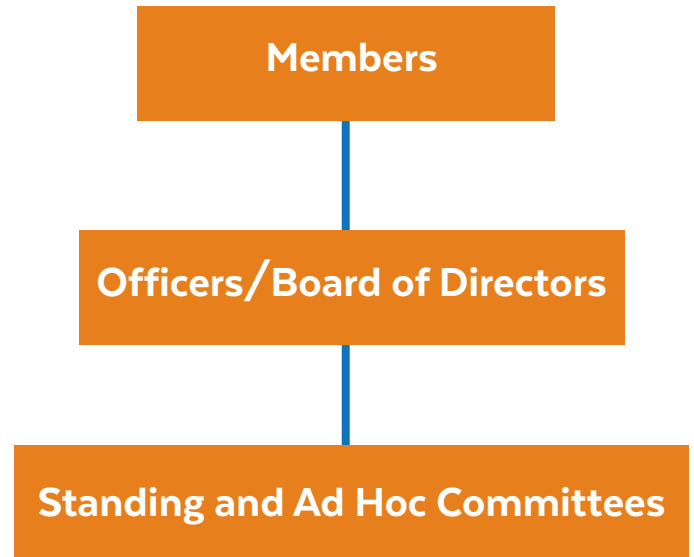 Members
Officers/Board of Directors
Standing and Ad Hoc Committees